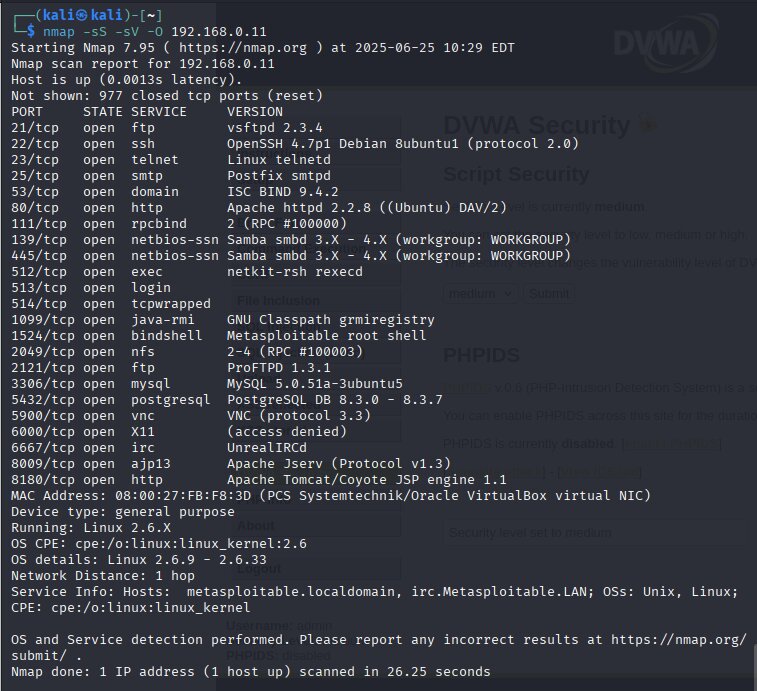 (kali㉿kali)-[~]
$ nmap -sS -sV -O 192.168.0.11
Starting Nmap 7.95 ( https://nmap.org ) at 2025-06-25 10:29 EDT
Nmap scan report for 192.168.0.11
Host is up (0.0013s latency).
Not shown: 977 closed tcp ports (reset)
PORT     STATE SERVICE     VERSION
21/tcp   open  ftp         vsftpd 2.3.4
22/tcp   open  ssh         OpenSSH 4.7p1 Debian 8ubuntu1 (protocol 2.0)
23/tcp   open  telnet      Linux telnetd
25/tcp   open  smtp        Postfix smtpd
53/tcp   open  domain      ISC BIND 9.4.2
80/tcp   open  http        Apache httpd 2.2.8 ((Ubuntu) DAV/2)
111/tcp  open  rpcbind     2 (RPC #100000)
139/tcp  open  netbios-ssn Samba smbd 3.X - 4.X (workgroup: WORKGROUP)
445/tcp  open  netbios-ssn Samba smbd 3.X - 4.X (workgroup: WORKGROUP)
512/tcp  open  exec        netkit-rsh rexecd
513/tcp  open  login
514/tcp  open  tcpwrapped
1099/tcp open  java-rmi    GNU Classpath grmiregistry
1524/tcp open  bindshell   Metasploitable root shell
2049/tcp open  nfs         2-4 (RPC #100003)
2121/tcp open  ftp         ProFTPD 1.3.1
3306/tcp open  mysql       MySQL 5.0.51a-3ubuntu5
5432/tcp open  postgresql  PostgreSQL DB 8.3.0 - 8.3.7
5900/tcp open  vnc         VNC (protocol 3.3)
6000/tcp open  X11         (access denied)
6667/tcp open  irc         UnrealIRCd
8009/tcp open  ajp13       Apache Jserv (Protocol v1.3)
8180/tcp open  http        Apache Tomcat/Coyote JSP engine 1.1
MAC Address: 08:00:27:FB:F8:3D (PCS Systemtechnik/Oracle VirtualBox virtual NIC)
Device type: general purpose
Running: Linux 2.6.X
OS CPE: cpe:/o:linux:linux_kernel:2.6
OS details: Linux 2.6.9 - 2.6.33
Network Distance: 1 hop
Service Info: Hosts:  metasploitable.localdomain, irc.Metasploitable.LAN; OSs: Unix, Linux;
CPE: cpe:/o:linux:linux_kernel
OS and Service detection performed. Please report any incorrect results at https://nmap.org/
submit/ .
Nmap done: 1 IP address (1 host up) scanned in 26.25 seconds
DVWA
DVWA Security
Script Security
level is currently medium.
level to low, medium or high.
changes the vulnerability level of DV
medium Submit
File Inclusion
PHPIDS
PHPIDS v.0.6 (PHP-Intrusion Detection System) is a s
You can enable PHPIDS across this site for the duratio
PHPIDS is currently disabled.
About
Security level set to medium
Logout
Username: admin
PHPIDS: disabled